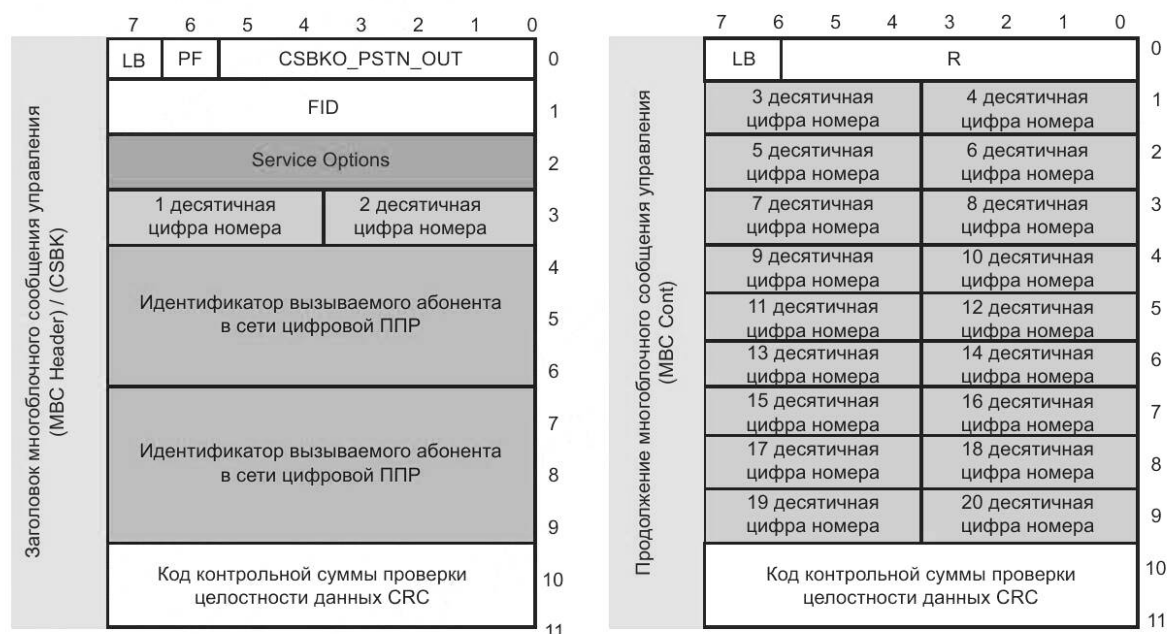 7 6 5 4 3 2 1 0
LB PF CSBKO_PSTN_OUT 0
FID 1
Service Options 2
1 десятичная 2 десятичная
цифра номера цифра номера 3
4
Идентификатор вызываемого абонента
в сети цифровой ППР 5
6
7
Идентификатор вызываемого абонента
в сети цифровой ППР 8
9
Код контрольной суммы проверки
целостности данных CRC 10
11
Заголовок многоблочного сообщения управления
(MBC Header) / (CSBK)
7 6 5 4 3 2 1 0
LB R 0
3 десятичная 4 десятичная 1
цифра номера цифра номера
5 десятичная 6 десятичная 2
цифра номера цифра номера
7 десятичная 8 десятичная 3
цифра номера цифра номера
9 десятичная 10 десятичная 4
цифра номера цифра номера
11 десятичная 12 десятичная 5
цифра номера цифра номера
13 десятичная 14 десятичная 6
цифра номера цифра номера
15 десятичная 16 десятичная 7
цифра номера цифра номера
17 десятичная 18 десятичная 8
цифра номера цифра номера
19 десятичная 20 десятичная 9
цифра номера цифра номера
Код контрольной суммы проверки 10
целостности данных CRC
11
Продолжение многоблочного сообщения управления
(MBC Cont)